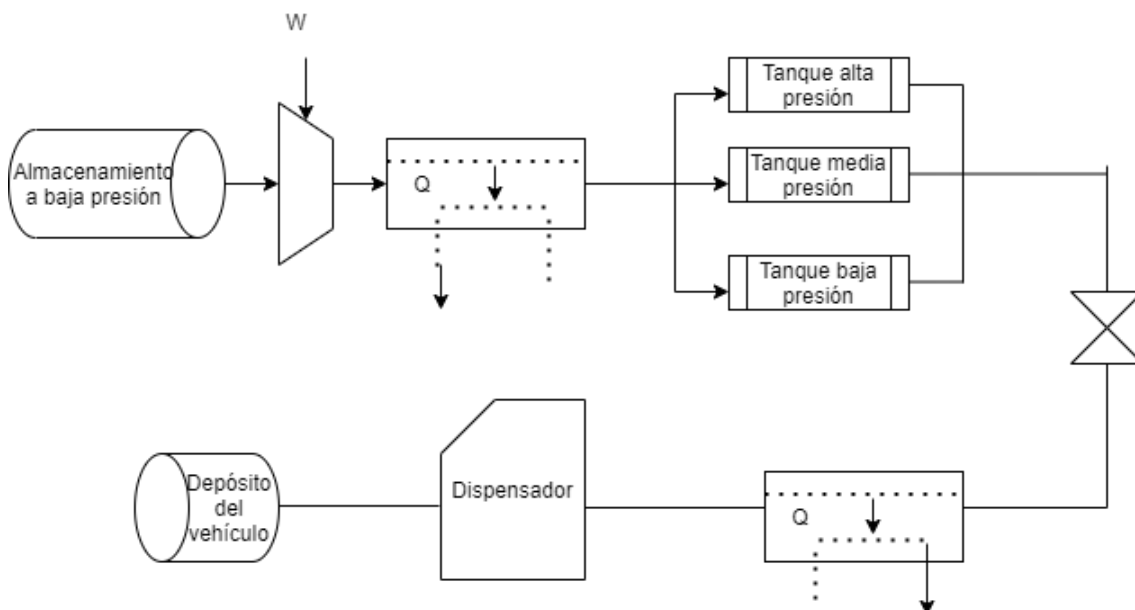 W
Almacenamiento
a baja presión
Q
Tanque alta
presión
Tanque media
presión
Tanque baja
presión
Depósito
del
vehículo
Dispensador
Q